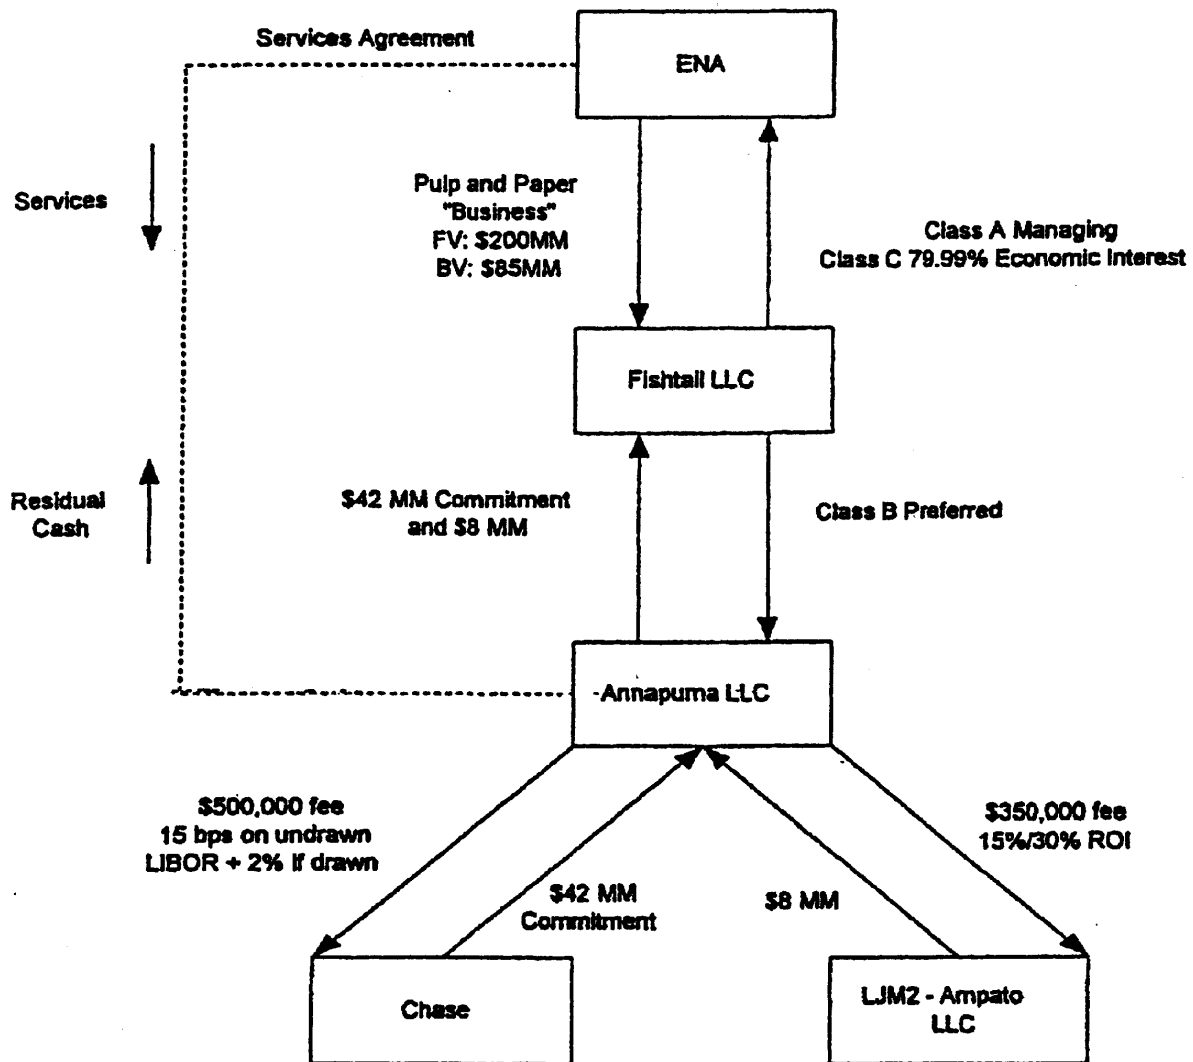 Services Agreement
ENA
Services
Pulp and Paper
"Business"
FV: $200MM
BV: $85MM
Class A Managing
Class C 79.99% Economic Interest
Fishtail LLC
Residual
Cash
$42 MM Commitment
and $8 MM
Class B Preferred
Annapurna LLC
$500,000 fee
15 bps on undrawn
LIBOR + 2% if drawn
$350,000 fee
15%/30% ROI
$42 MM
Commitment
$8 MM
Chase
LJM2 - Ampato
LLC